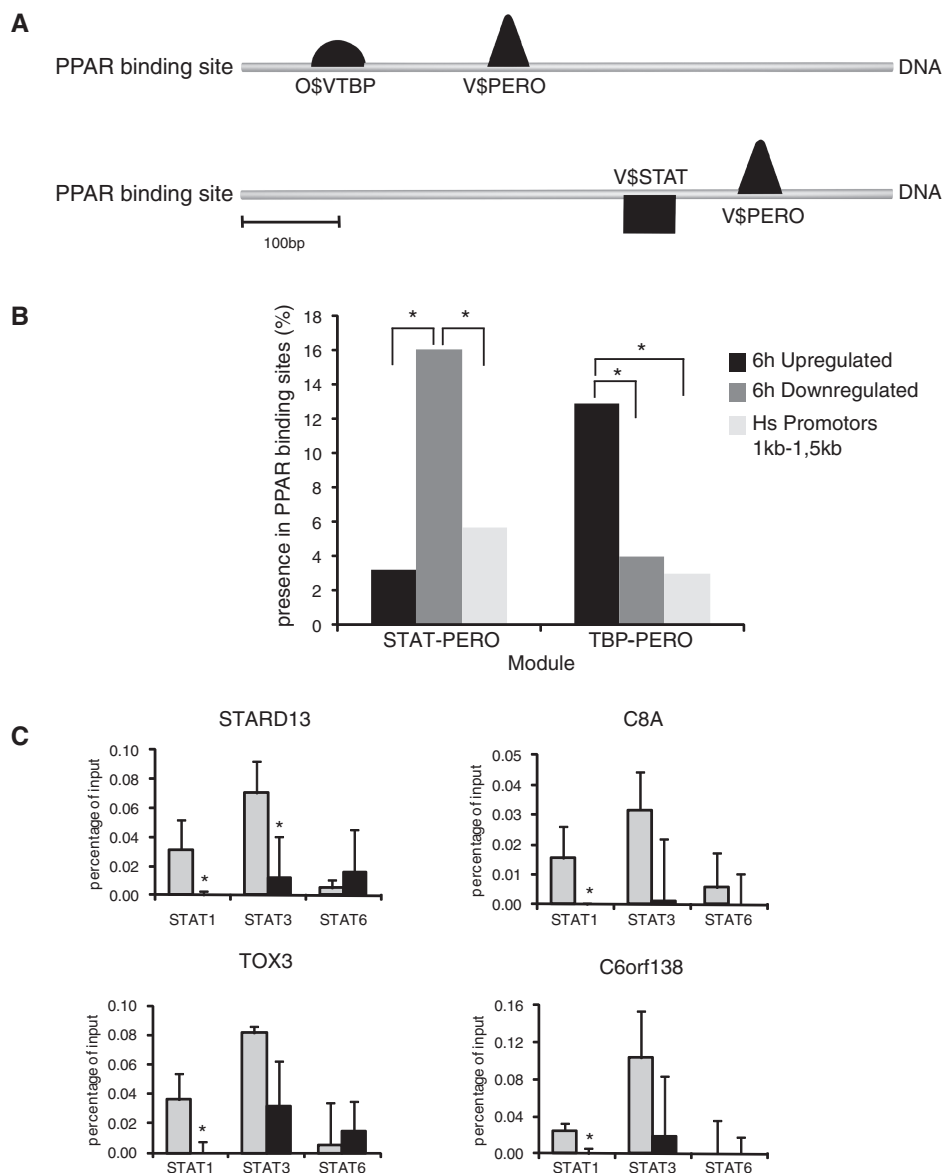 A
PPAR binding site
DNA
O$VTBP
V$PERO
PPAR binding site
V$STAT
DNA
V$PERO
100bp
B
presence in PPAR binding sites (%)
18
16
14
12
10
8
6
4
2
0
* *
*
*
STAT-PERO
TBP-PERO
Module
6h Upregulated
6h Downregulated
Hs Promotors
1kb-1,5kb
C
STARD13
percentage of input
0.10
0.08
0.06
0.04
0.02
0.00
*
*
STAT1 STAT3 STAT6
C8A
percentage of input
0.05
0.04
0.03
0.02
0.01
0.00
*
STAT1 STAT3 STAT6
TOX3
percentage of input
0.10
0.08
0.06
0.04
0.02
0.00
*
STAT1 STAT3 STAT6
C6orf138
percentage of input
0.16
0.12
0.08
0.04
0.00
*
STAT1 STAT3 STAT6